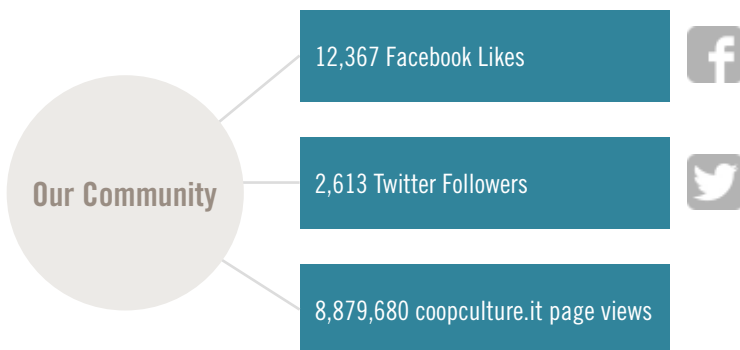 12,367 Facebook Likes
Our Community
2,613 Twitter Followers
8,879,680 coopculture.it page views